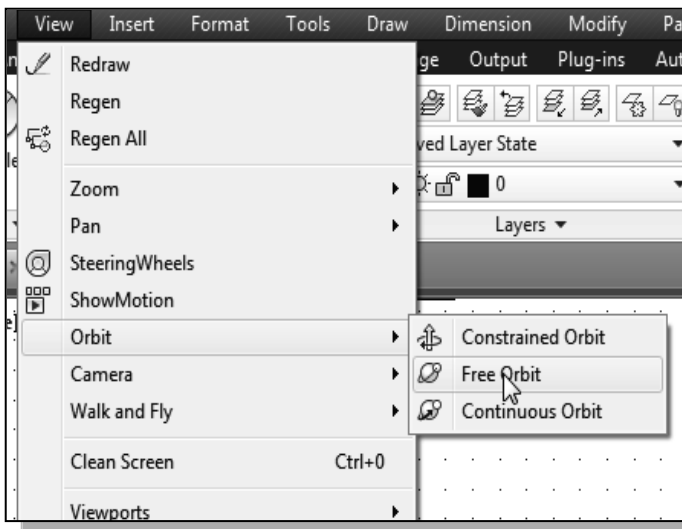 View Insert Format Tools Draw Dimension Modify Pa
ge Output Plug-ins Aut
Redraw
Regen
Regen All
ved Layer State
Zoom
0
Pan
Layers
SteeringWheels
ShowMotion
Orbit
Constrained Orbit
Camera
Free Orbit
Walk and Fly
Continuous Orbit
Clean Screen Ctrl+0
Viewports